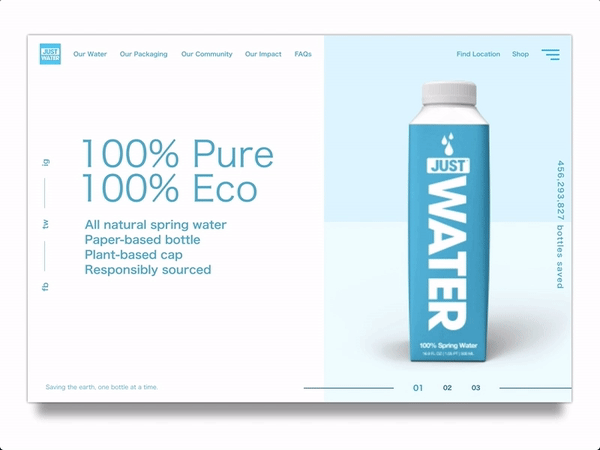 JUST
WATER
Our Water
Our Packaging
Our Community
Our Impact
FAQs
Find Location
Shop
ig
tw
fb
100% Pure
100% Eco
All natural spring water
Paper-based bottle
Plant-based cap
Responsibly sourced
JUST
WATER
100% Spring Water
456,293,827 bottles saved
Saving the earth, one bottle at a time.
01
02
03